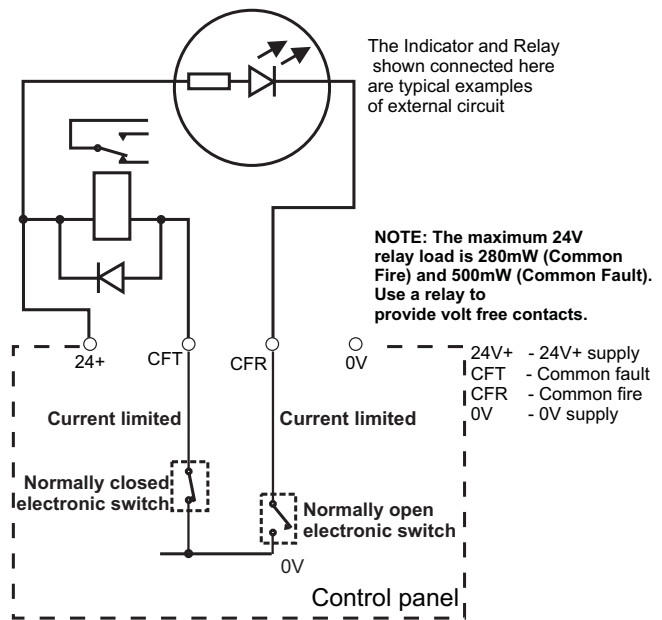 The Indicator and Relay
shown connected here
are typical examples
of external circuit
NOTE: The maximum 24V
relay load is 280mW (Common
Fire) and 500mW (Common Fault).
Use a relay to
provide volt free contacts.
24+
CFT
CFR
0V
24V+ - 24V+ supply
CFT - Common fault
CFR - Common fire
0V - 0V supply
Current limited
Current limited
Normally closed
electronic switch
Normally open
electronic switch
0V
Control panel